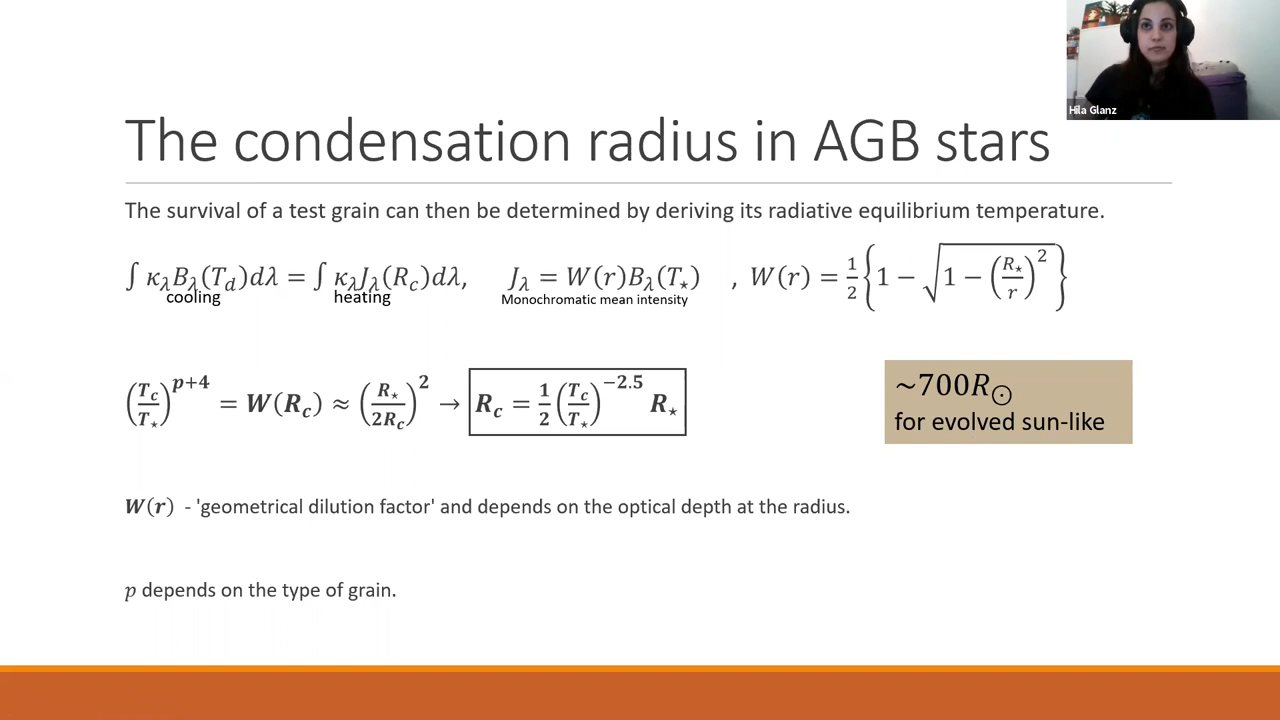 Hila Glanz
The condensation radius in AGB stars
The survival of a test grain can then be determined by deriving its radiative equilibrium temperature.
∫ κ_λ B_λ(T_d)dλ = ∫ κ_λ J_λ(R_c)dλ, J_λ = W(r)B_λ(T_⋆) , W(r) = 1/2 {1 − √(1 − (R_⋆/r)^2)}
cooling heating Monochromatic mean intensity
(T_c/T_⋆)^(p+4) = W(R_c) ≈ (R_⋆/2R_c)^2 → R_c = 1/2 (T_c/T_⋆)^(−2.5) R_⋆
~700R_⊙
for evolved sun-like
W(r) - 'geometrical dilution factor' and depends on the optical depth at the radius.
p depends on the type of grain.